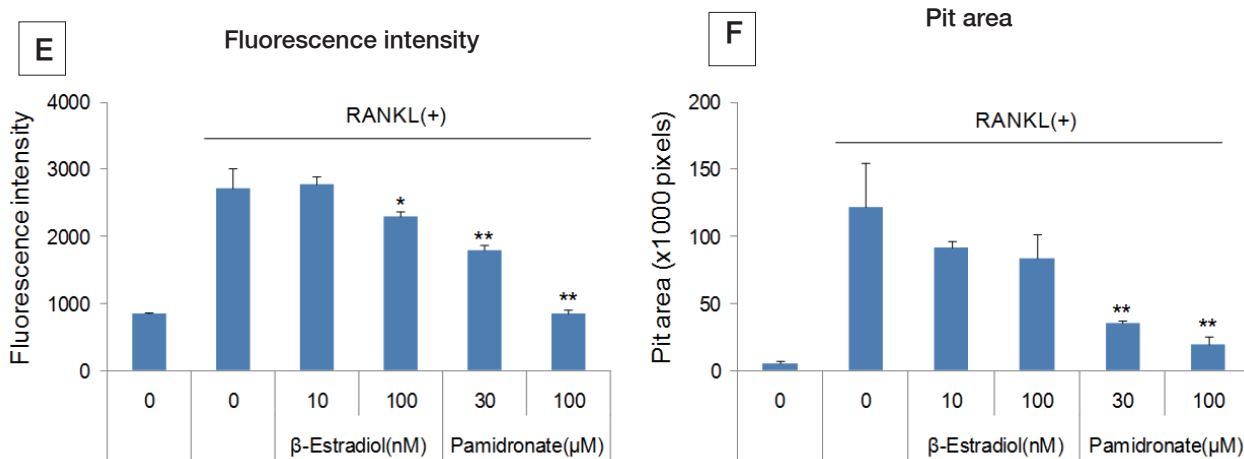 E
Fluorescence intensity
Fluorescence intensity
4000
3000
2000
1000
0
RANKL(+)
*
**
**
0 0 10 100 30 100
β-Estradiol(nM) Pamidronate(µM)
F
Pit area
Pit area (x1000 pixels)
200
150
100
50
0
RANKL(+)
**
**
0 0 10 100 30 100
β-Estradiol(nM) Pamidronate(µM)